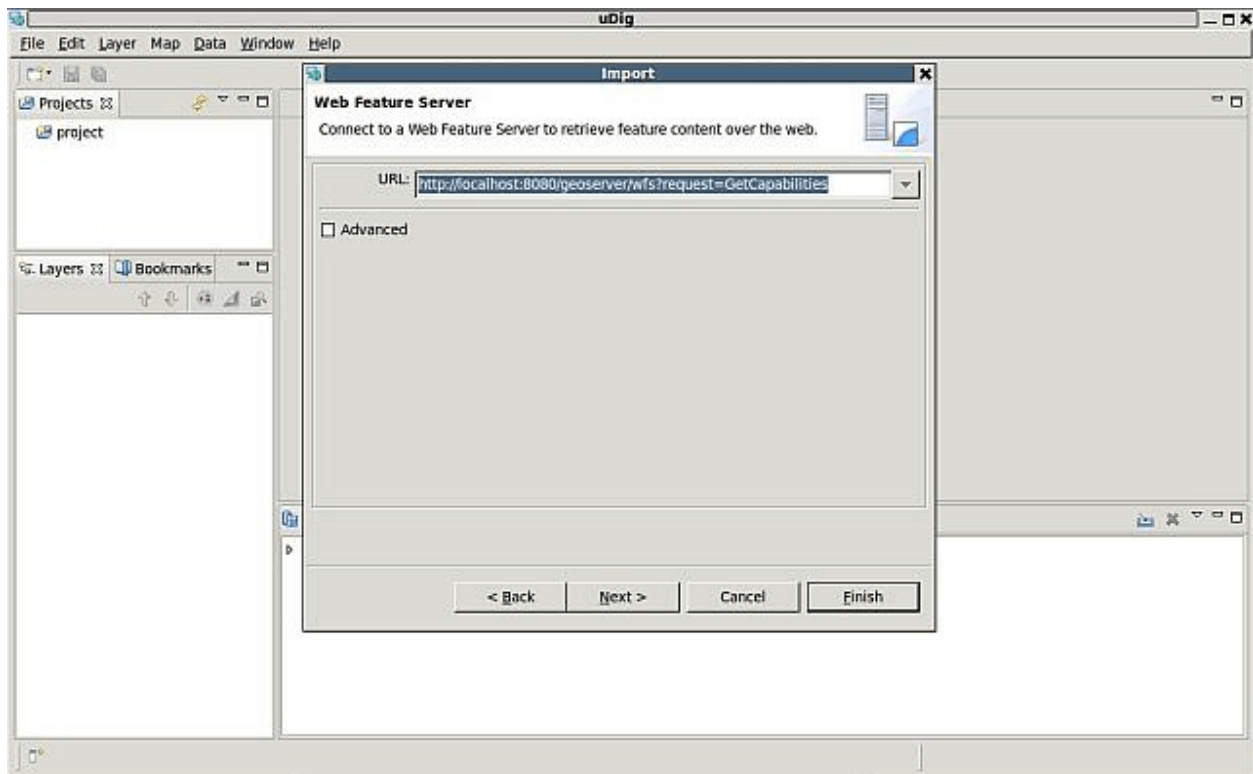 uDig
File Edit Layer Map Data Window Help
Import
Projects
project
Web Feature Server
Connect to a Web Feature Server to retrieve feature content over the web.
URL: http://localhost:8080/geoserver/wfs?request=GetCapabilities
Advanced
Layers Bookmarks
< Back Next > Cancel Finish